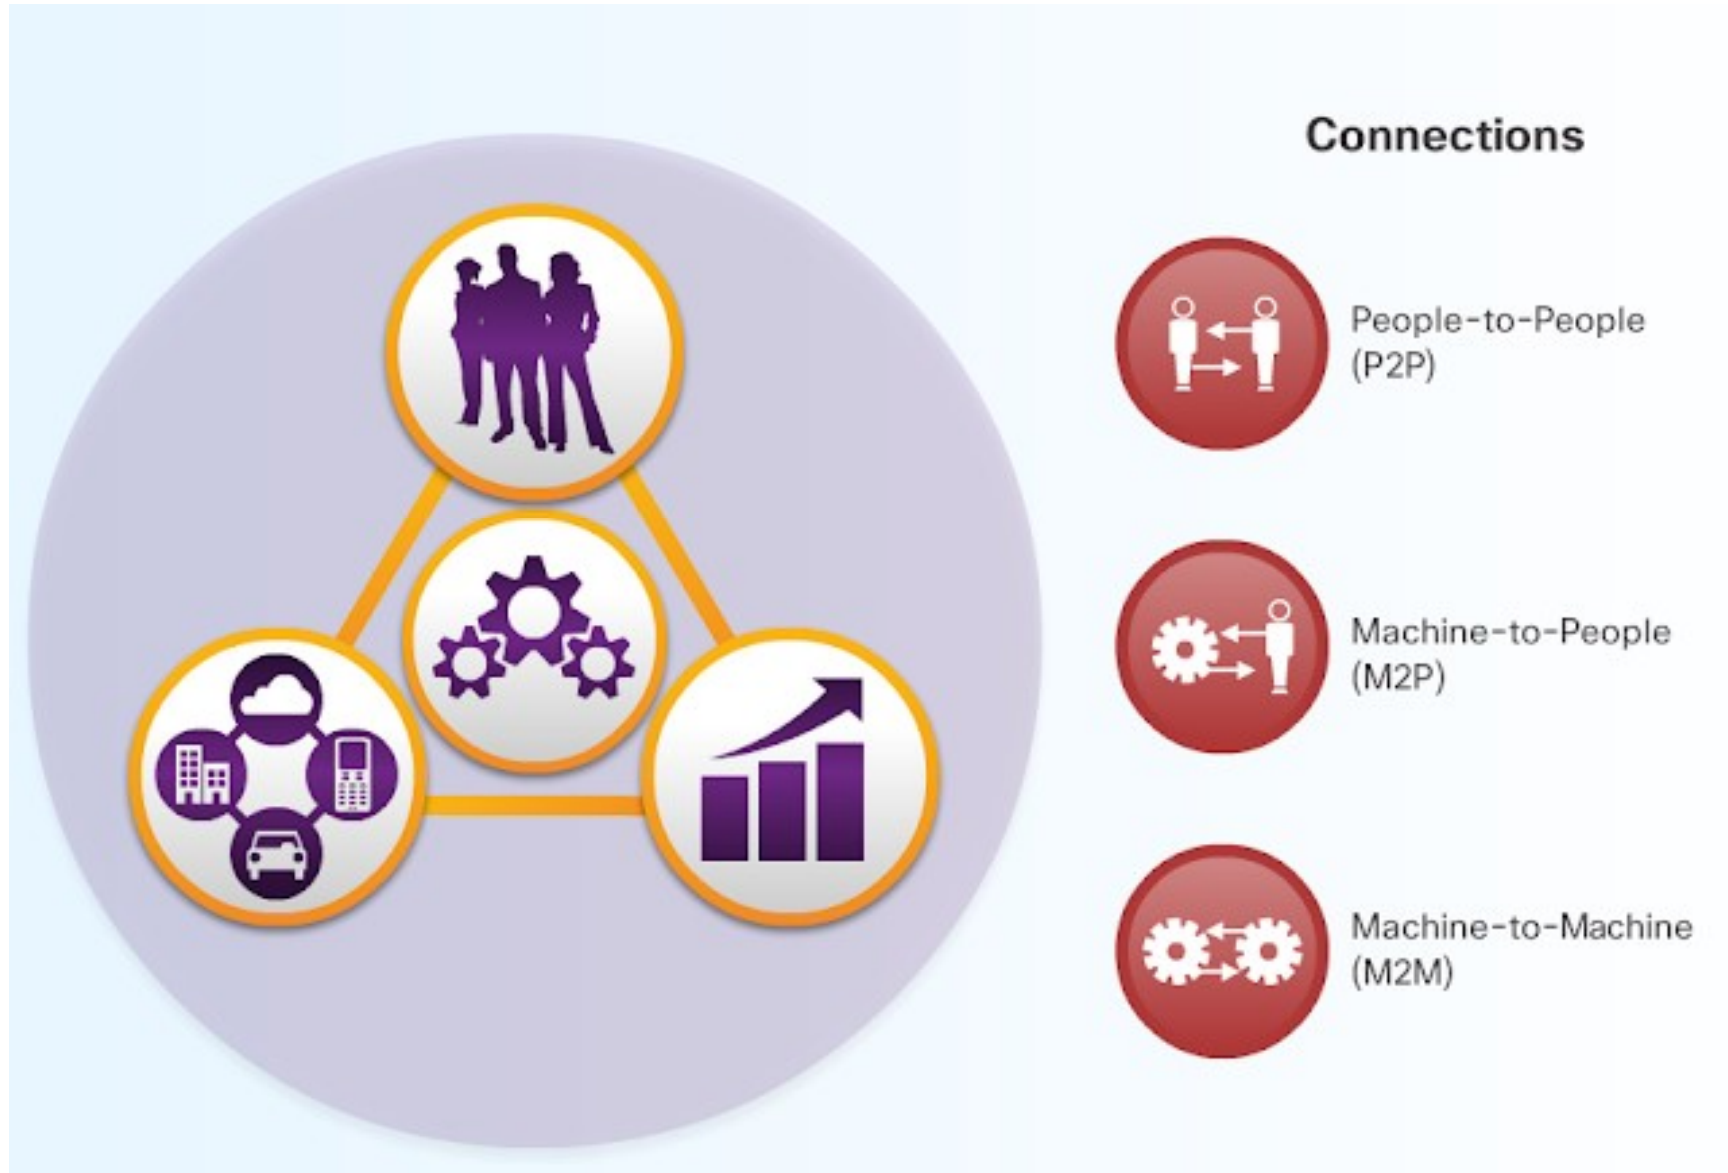 Connections
People-to-People
(P2P)
Machine-to-People
(M2P)
Machine-to-Machine
(M2M)